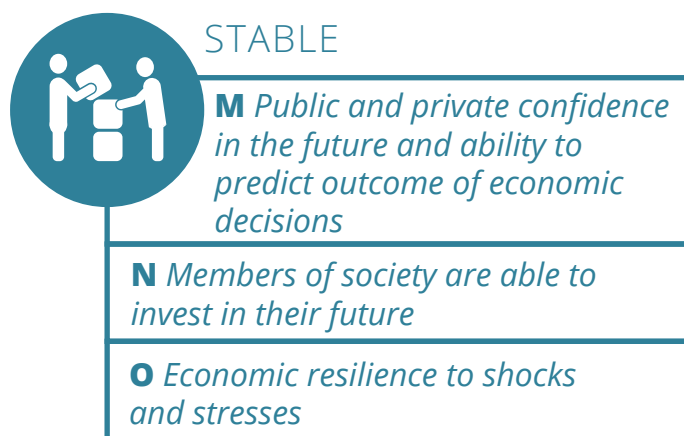 STABLE
M Public and private confidence
in the future and ability to
predict outcome of economic
decisions
N Members of society are able to
invest in their future
O Economic resilience to shocks
and stresses